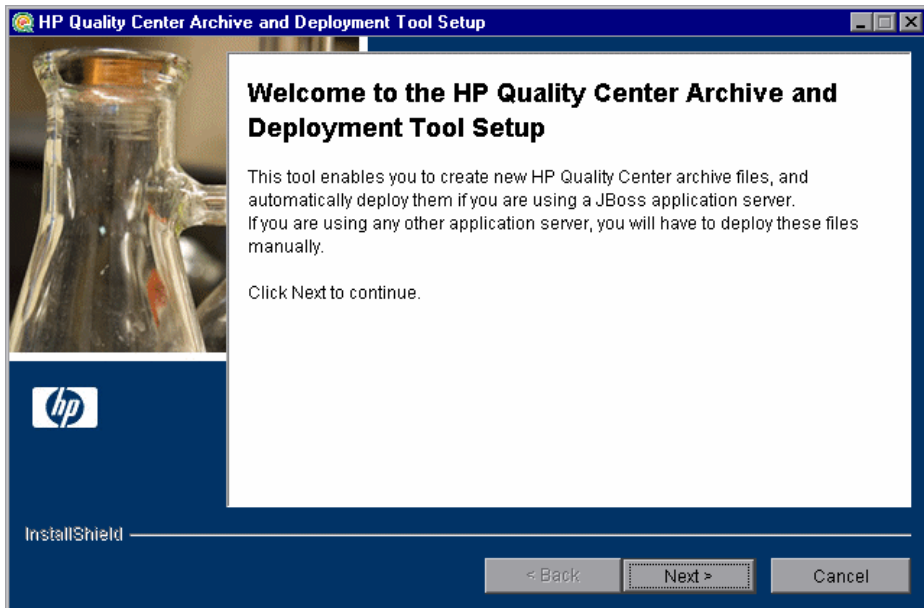 HP Quality Center Archive and Deployment Tool Setup
Welcome to the HP Quality Center Archive and
Deployment Tool Setup
This tool enables you to create new HP Quality Center archive files, and
automatically deploy them if you are using a JBoss application server.
If you are using any other application server, you will have to deploy these files
manually.
Click Next to continue.
hp
InstallShield
< Back
Next >
Cancel